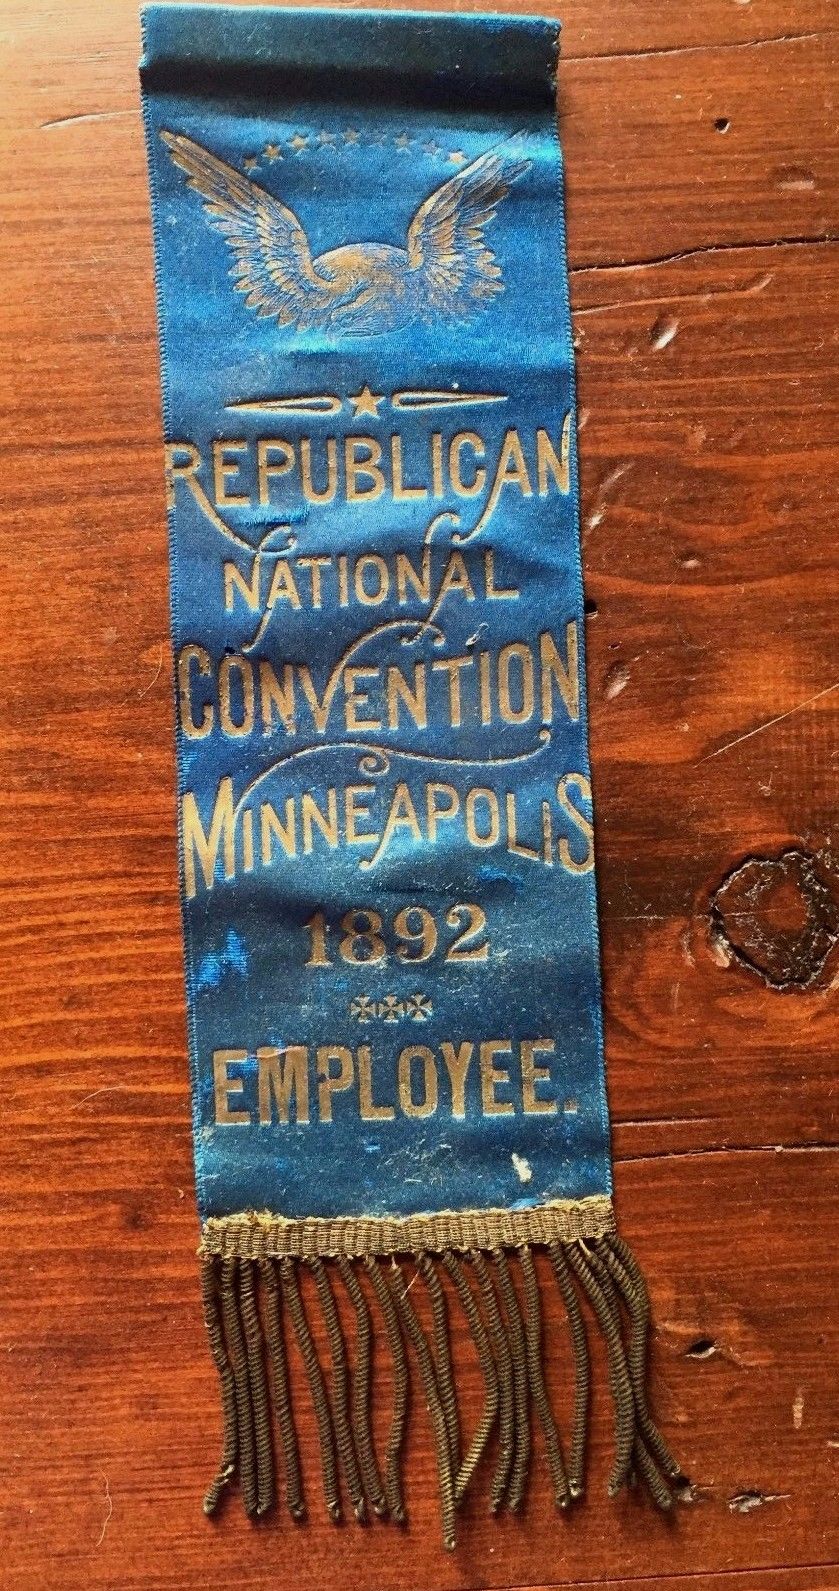 REPUBLICAN
NATIONAL
CONVENTION
MINNEAPOLIS
1892
EMPLOYEE.